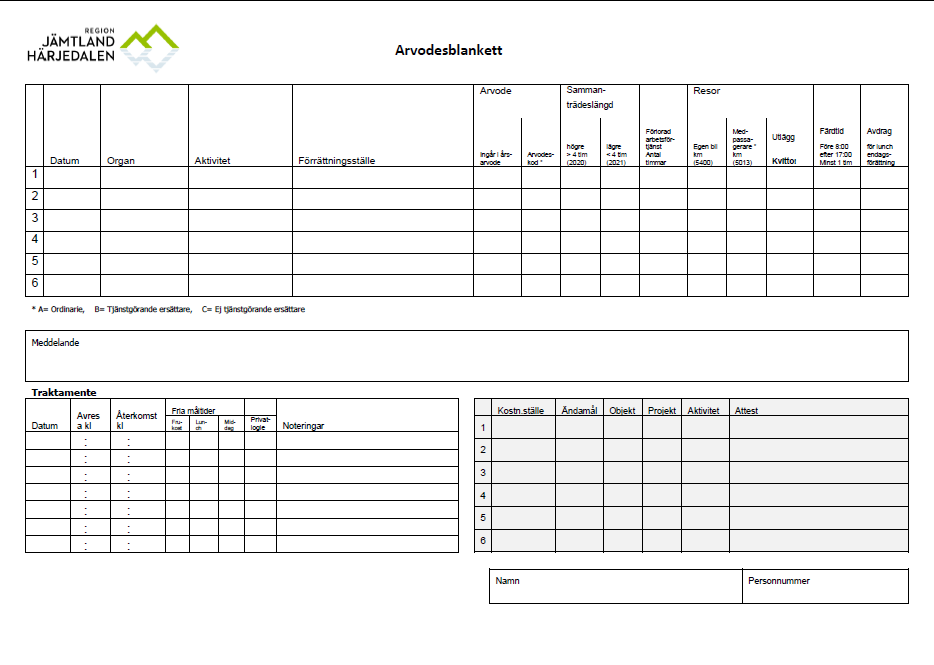 REGION
JÄMTLAND
HÄRJEDALEN
Arvodesblankett
Arvode
Samman-
trädeslängd
Resor
Datum
Organ
Aktivitet
Förrättningsställe
Ingår i års-
arvode
Arvodes-
kod *
högre
> 4 tim
(2020)
lägre
< 4 tim
(2021)
Förlorad
arbetsför-
tjänst
Antal
timmar
Egen bil
km
(5400)
Med-
passa-
gerare *
km
(5013)
Utlägg
Kvitton
Färdtid
Före 8:00
efter 17:00
Minst 1 tim
Avdrag
för lunch
endags-
förättning
1
2
3
4
5
6
* A= Ordinarie, B= Tjänstgörande ersättare, C= Ej tjänstgörande ersättare
Meddelande
Traktamente
Datum
Avres
a kl
Återkomst
kl
Fria måltider
Fru-
kost
Lun-
ch
Mid-
dag
Privat-
logie
Noteringar
: :
: :
: :
: :
: :
: :
: :
Kostn.ställe Ändamål Objekt Projekt Aktivitet Attest
1
2
3
4
5
6
Namn
Personnummer